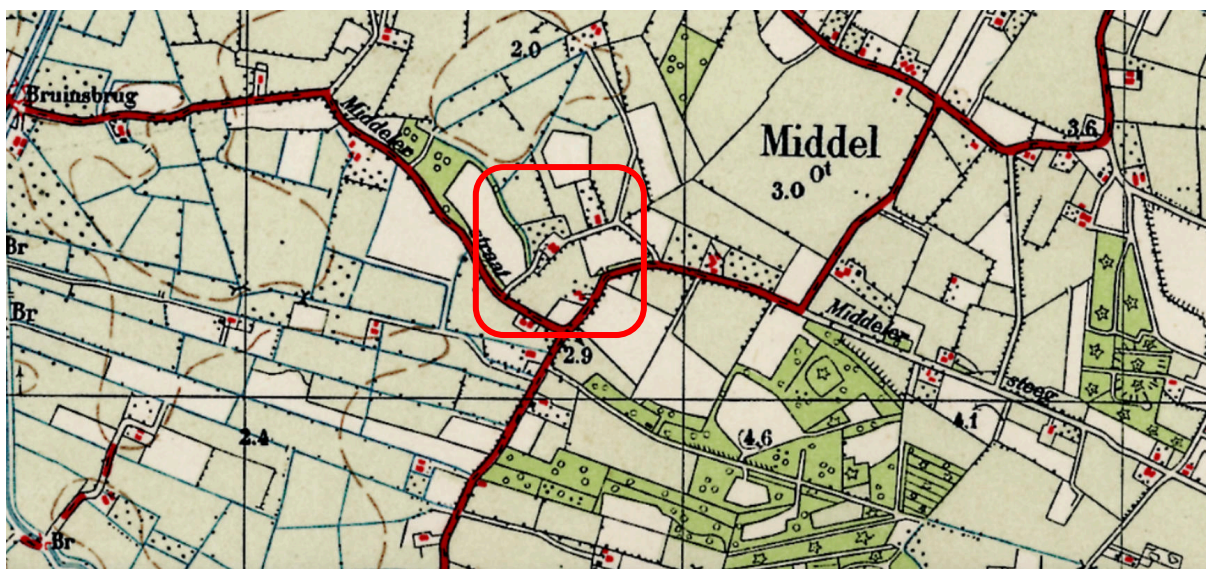 2.0
Bruinsbrug
Middeler
straat
3.6
Middel
3.0 Oᵗ
Br
Br
Middeler
steeg
2.9
2.4
4.6
4.1
Br